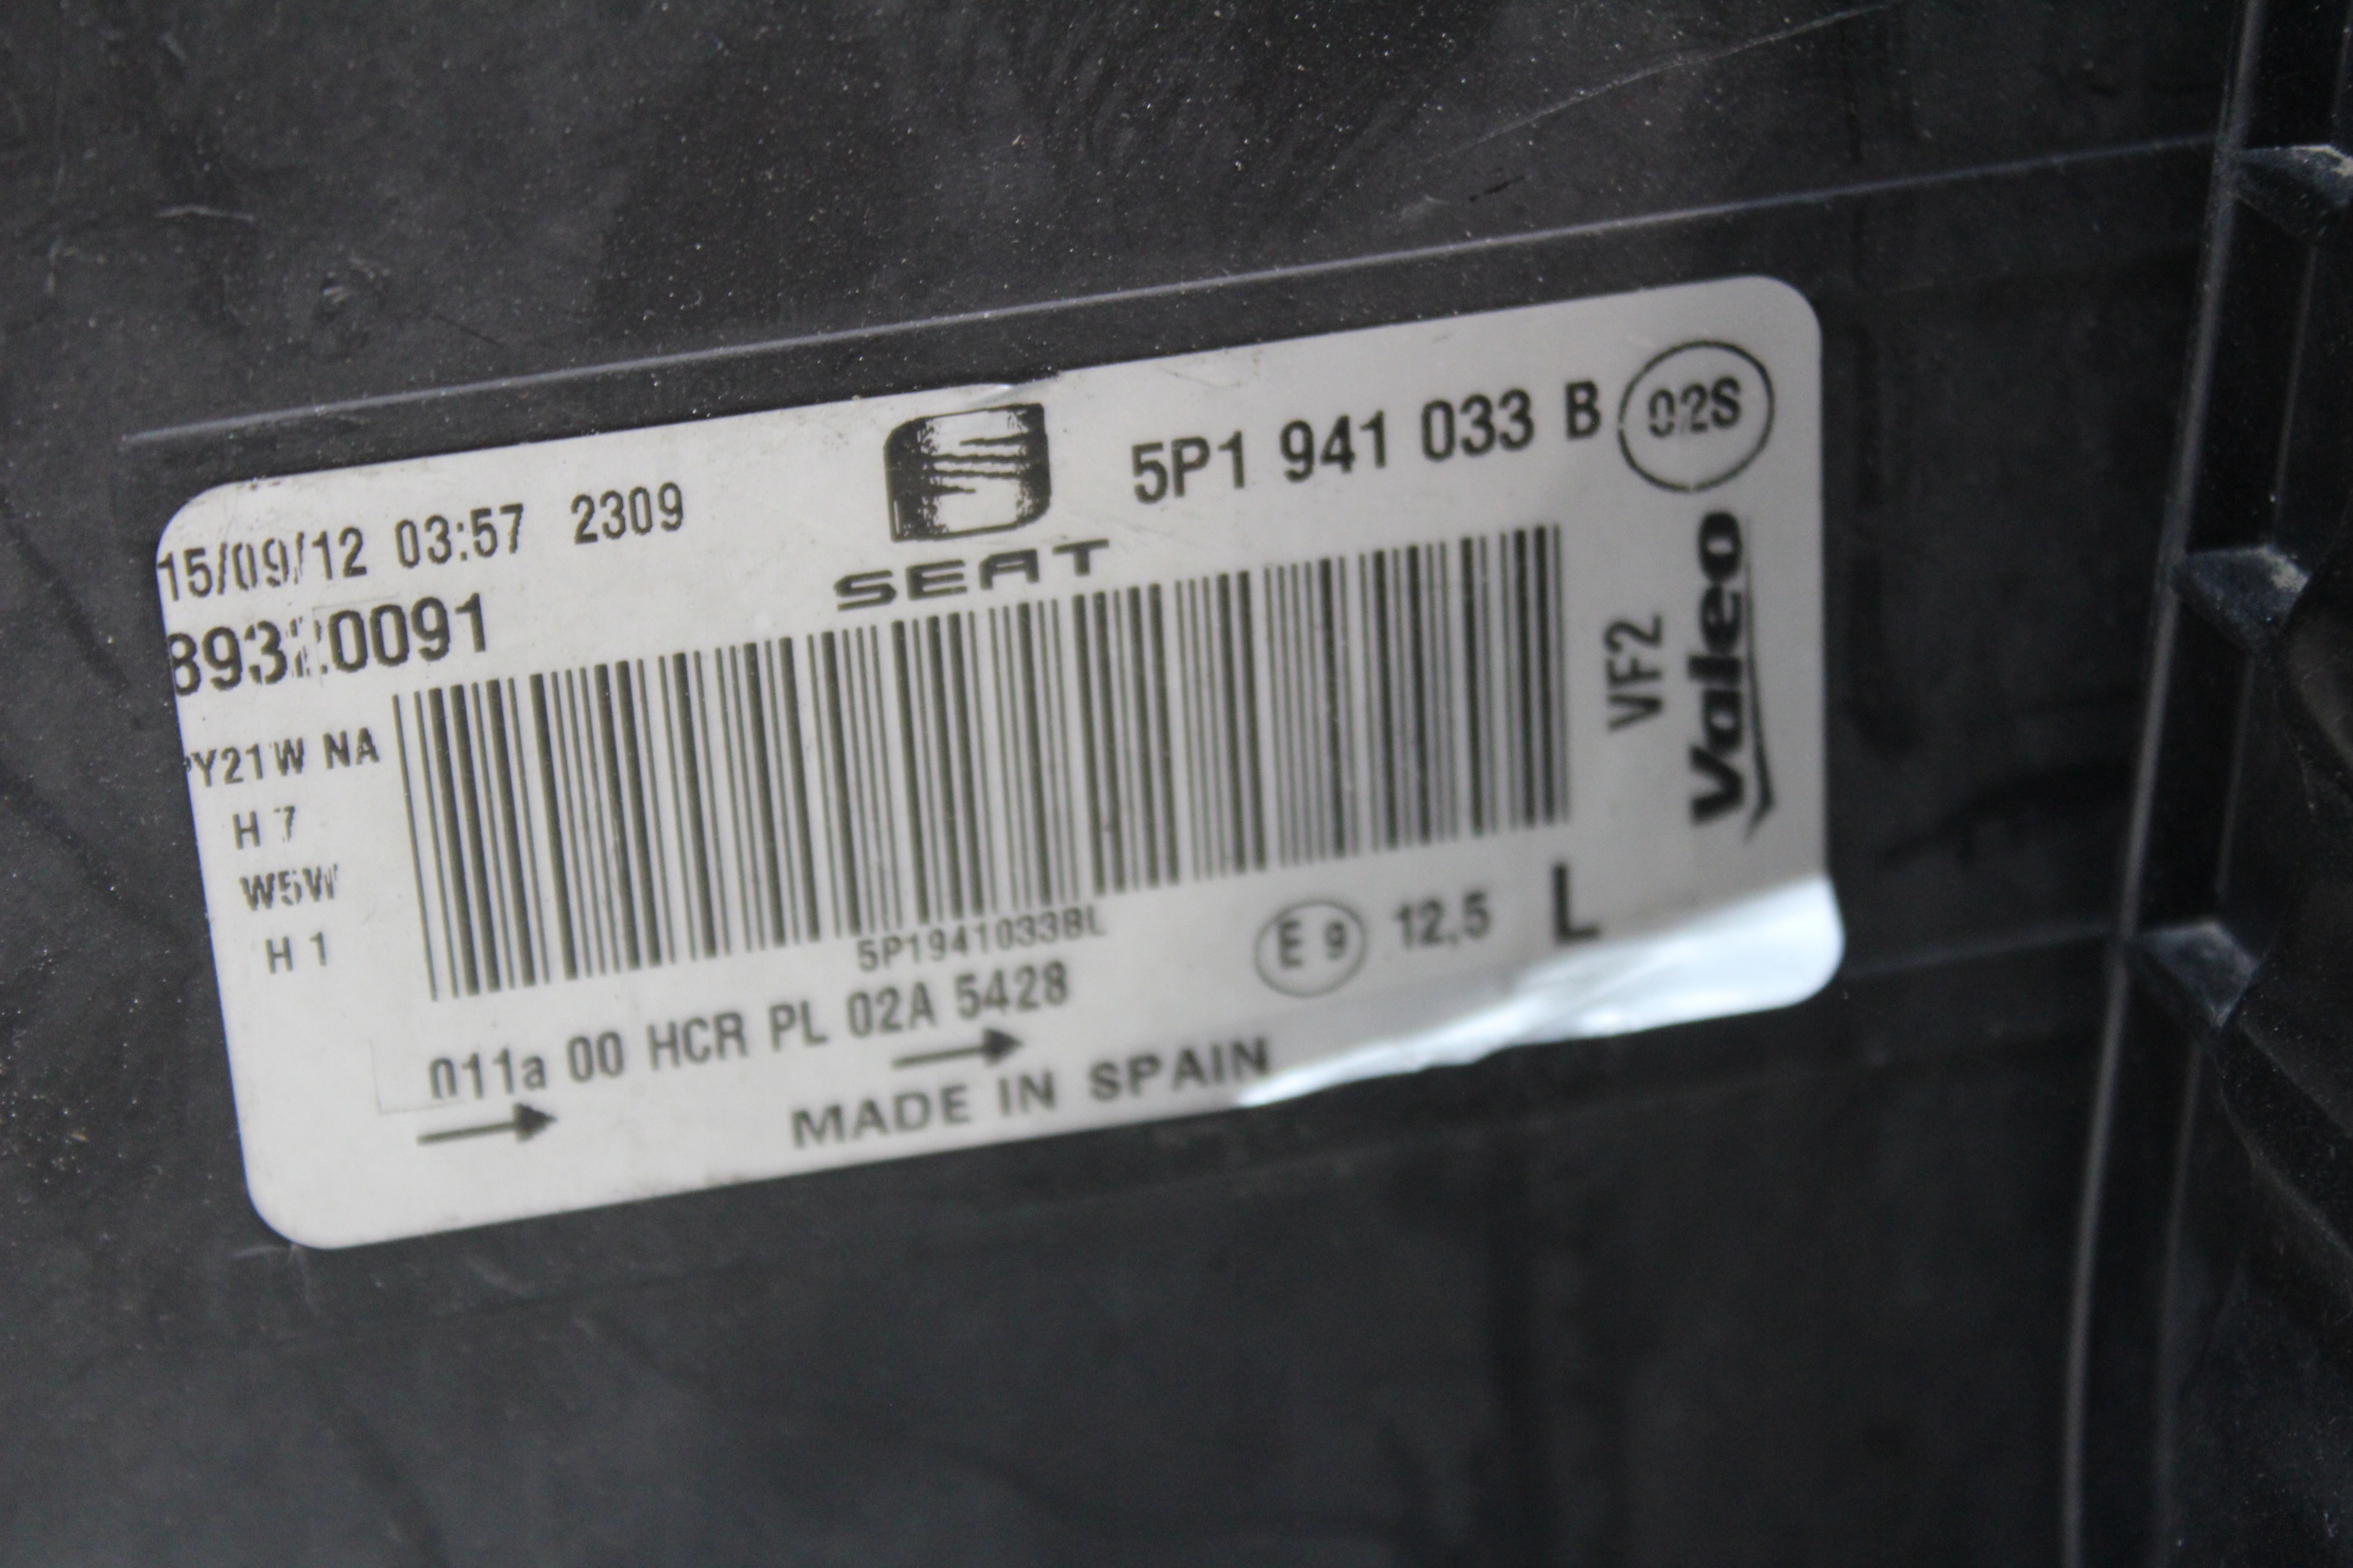 15/09/12 03:57 2309
SEAT
5P1 941 033 B
02S
Valeo
VF2
PY21W NA
H 7
W5W
H 1
5P1941033BL
E 9 12,5 L
011a 00 HCR PL 02A 5428
MADE IN SPAIN